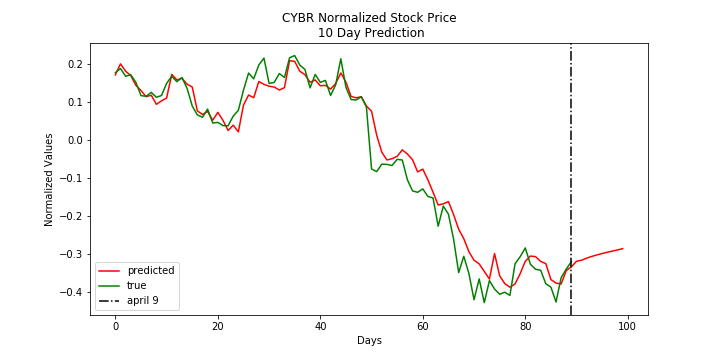 CYBR Normalized Stock Price
10 Day Prediction
Normalized Values
0.2
0.1
0.0
−0.1
−0.2
−0.3
−0.4
predicted
true
april 9
0
20
40
60
80
100
Days